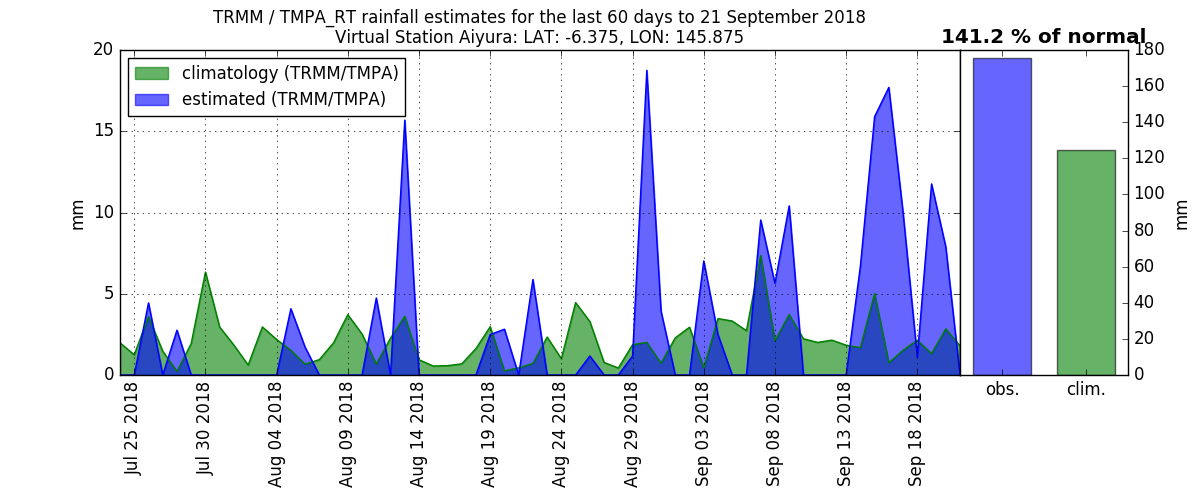 TRMM / TMPA_RT rainfall estimates for the last 60 days to 21 September 2018
Virtual Station Aiyura: LAT: -6.375, LON: 145.875
141.2 % of normal
climatology (TRMM/TMPA)
estimated (TRMM/TMPA)
mm
20
15
10
5
0
Jul 25 2018
Jul 30 2018
Aug 04 2018
Aug 09 2018
Aug 14 2018
Aug 19 2018
Aug 24 2018
Aug 29 2018
Sep 03 2018
Sep 08 2018
Sep 13 2018
Sep 18 2018
obs.
clim.
180
160
140
120
100
80
60
40
20
0
mm